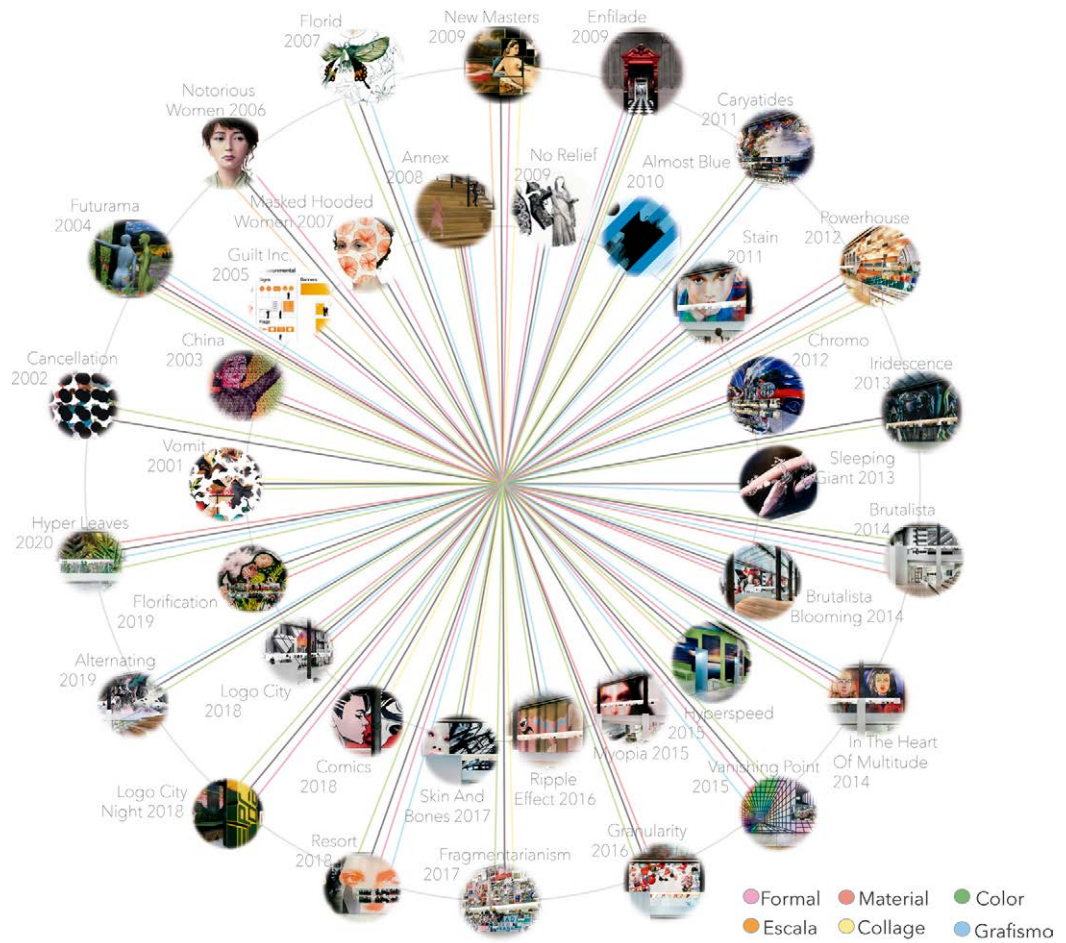 Florid
2007
New Masters
2009
Enfilade
2009
Notorious
Women 2006
Caryatides
2011
Annex
2008
No Relief
2009
Almost Blue
2010
Masked Hooded
Women 2007
Futurama
2004
Powerhouse
2012
Stain
2011
Guilt Inc.
2005
China
2003
Chromo
2012
Cancellation
2002
Iridescence
2013
Vomit
2001
Sleeping
Giant 2013
Hyper Leaves
2020
Brutalista
2014
Florification
2019
Brutalista
Blooming 2014
Alternating
2019
Logo City
2018
Hyperspeed
2015
Myopia 2015
In The Heart
Of Multitude
2014
Comics
2018
Vanishing Point
2015
Logo City
Night 2018
Skin And
Bones 2017
Ripple
Effect 2016
Resort
2018
Fragmentarianism
2017
Granularity
2016
Formal
Material
Color
Escala
Collage
Grafismo